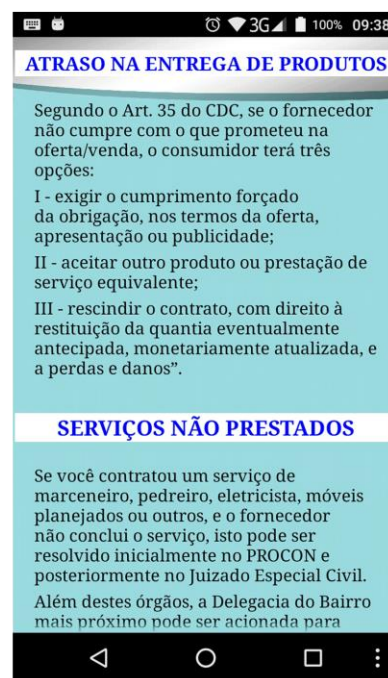 3G 100% 09:38
ATRASO NA ENTREGA DE PRODUTOS
Segundo o Art. 35 do CDC, se o fornecedor
não cumpre com o que prometeu na
oferta/venda, o consumidor terá três
opções:
I - exigir o cumprimento forçado
da obrigação, nos termos da oferta,
apresentação ou publicidade;
II - aceitar outro produto ou prestação de
serviço equivalente;
III - rescindir o contrato, com direito à
restituição da quantia eventualmente
antecipada, monetariamente atualizada, e
a perdas e danos”.
SERVIÇOS NÃO PRESTADOS
Se você contratou um serviço de
marceneiro, pedreiro, eletricista, móveis
planejados ou outros, e o fornecedor
não conclui o serviço, isto pode ser
resolvido inicialmente no PROCON e
posteriormente no Juizado Especial Civil.
Além destes órgãos, a Delegacia do Bairro
mais próximo pode ser acionada para